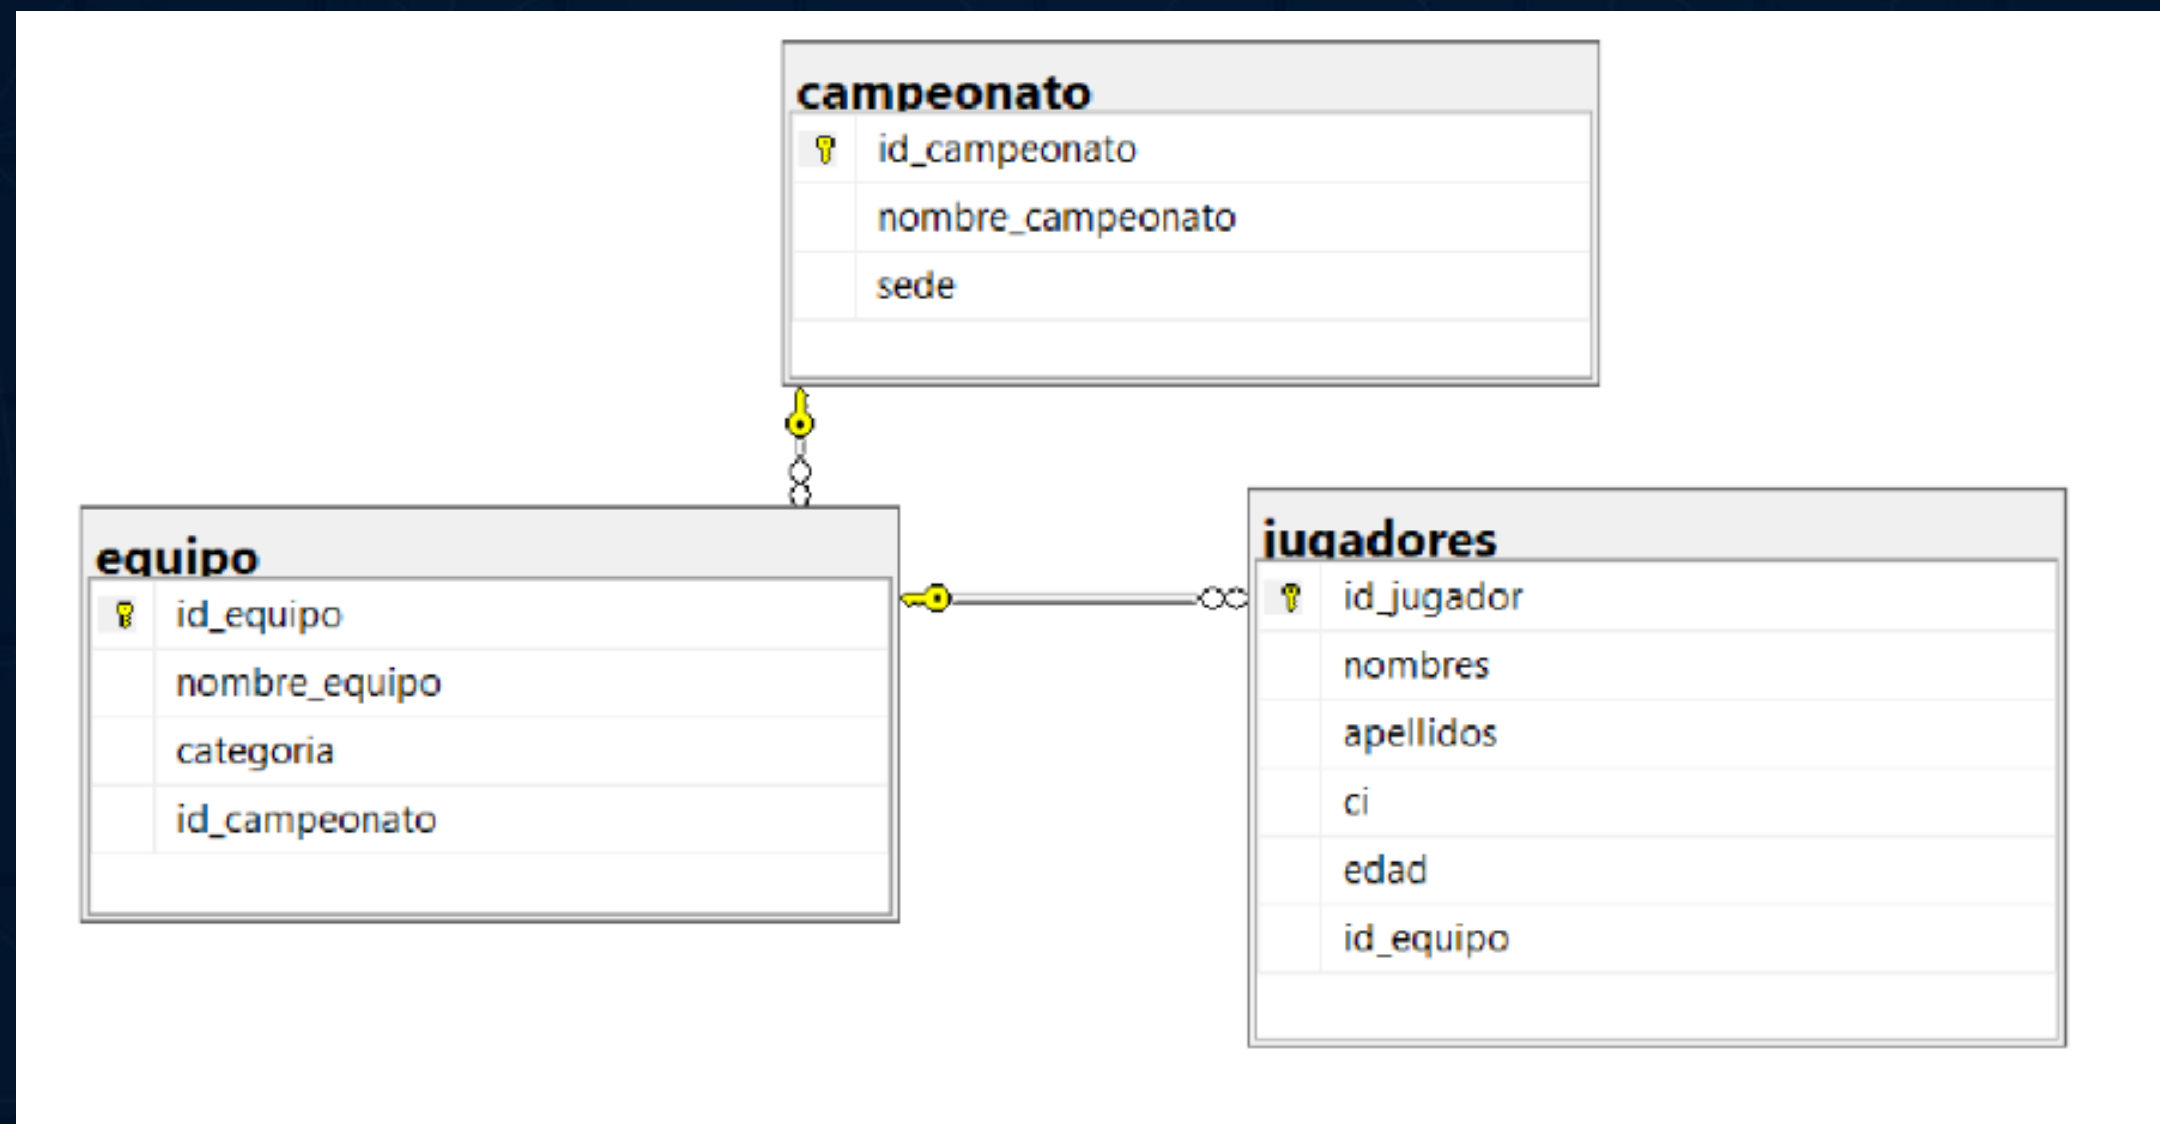 campeonato
id_campeonato
nombre_campeonato
sede
equipo
id_equipo
nombre_equipo
categoria
id_campeonato
jugadores
id_jugador
nombres
apellidos
ci
edad
id_equipo